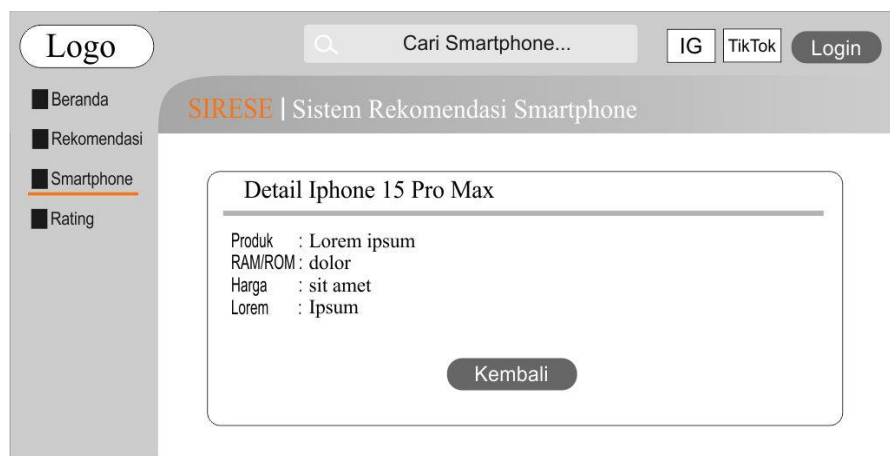 Logo
Cari Smartphone...
IG
TikTok
Login
Beranda
Rekomendasi
Smartphone
Rating
SIRESE | Sistem Rekomendasi Smartphone
Detail Iphone 15 Pro Max
Produk : Lorem ipsum
RAM/ROM : dolor
Harga : sit amet
Lorem : Ipsum
Kembali